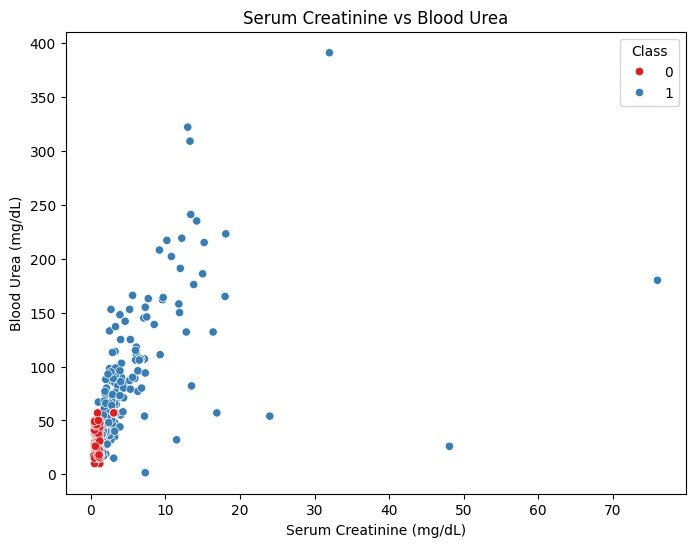 Serum Creatinine vs Blood Urea
Class
0
1
400
350
300
250
200
150
100
50
0
Blood Urea (mg/dL)
0 10 20 30 40 50 60 70
Serum Creatinine (mg/dL)